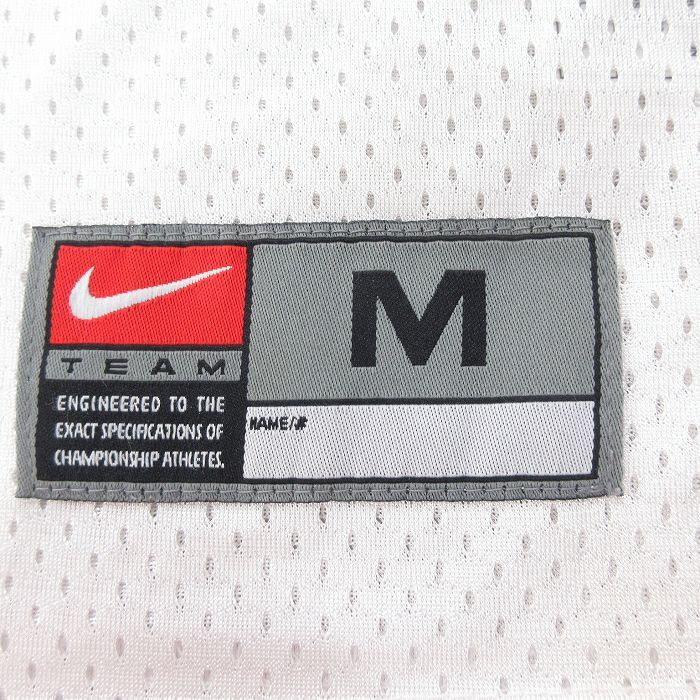 TEAM
ENGINEERED TO THE
EXACT SPECIFICATIONS OF
CHAMPIONSHIP ATHLETES.
M
NAME/#